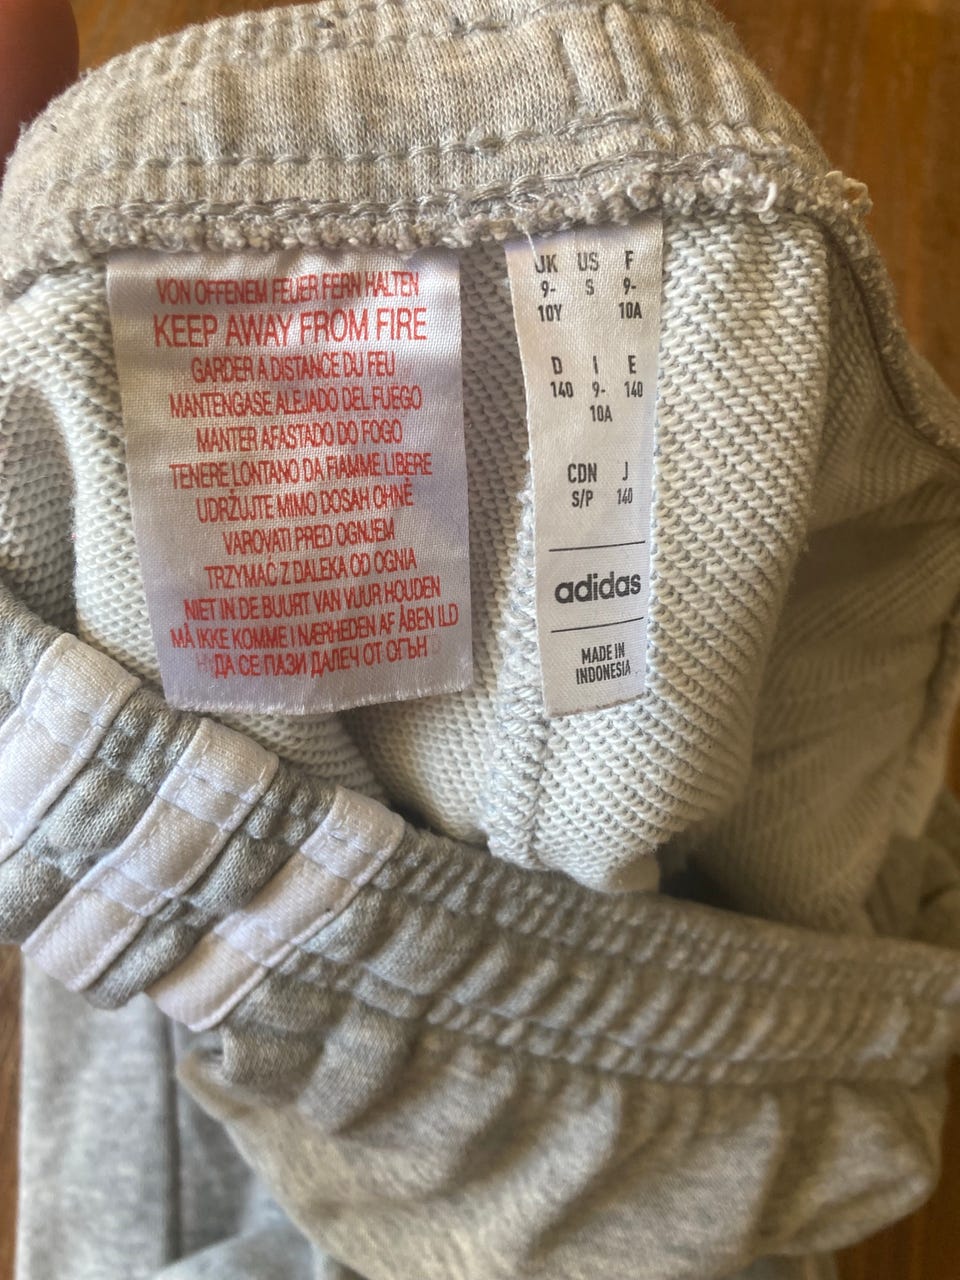 VON OFFENEM FEUER FERN HALTEN
KEEP AWAY FROM FIRE
GARDER A DISTANCE DU FEU
MANTENGASE ALEJADO DEL FUEGO
MANTER AFASTADO DO FOGO
TENERE LONTANO DA FIAMME LIBERE
UDRŽUJTE MIMO DOSAH OHNĚ
VAROVATI PRED OGNJEM
TRZYMAĆ Z DALEKA OD OGNIA
NIET IN DE BUURT VAN VUUR HOUDEN
MÅ IKKE KOMME I NÆRHEDEN AF ÅBEN ILD
ДА СЕ ПАЗИ ДАЛЕЧ ОТ ОГЪН
UK US F
9- S 9-
10Y 10A
D I E
140 9- 140
10A
CDN J
S/P 140
adidas
MADE IN
INDONESIA